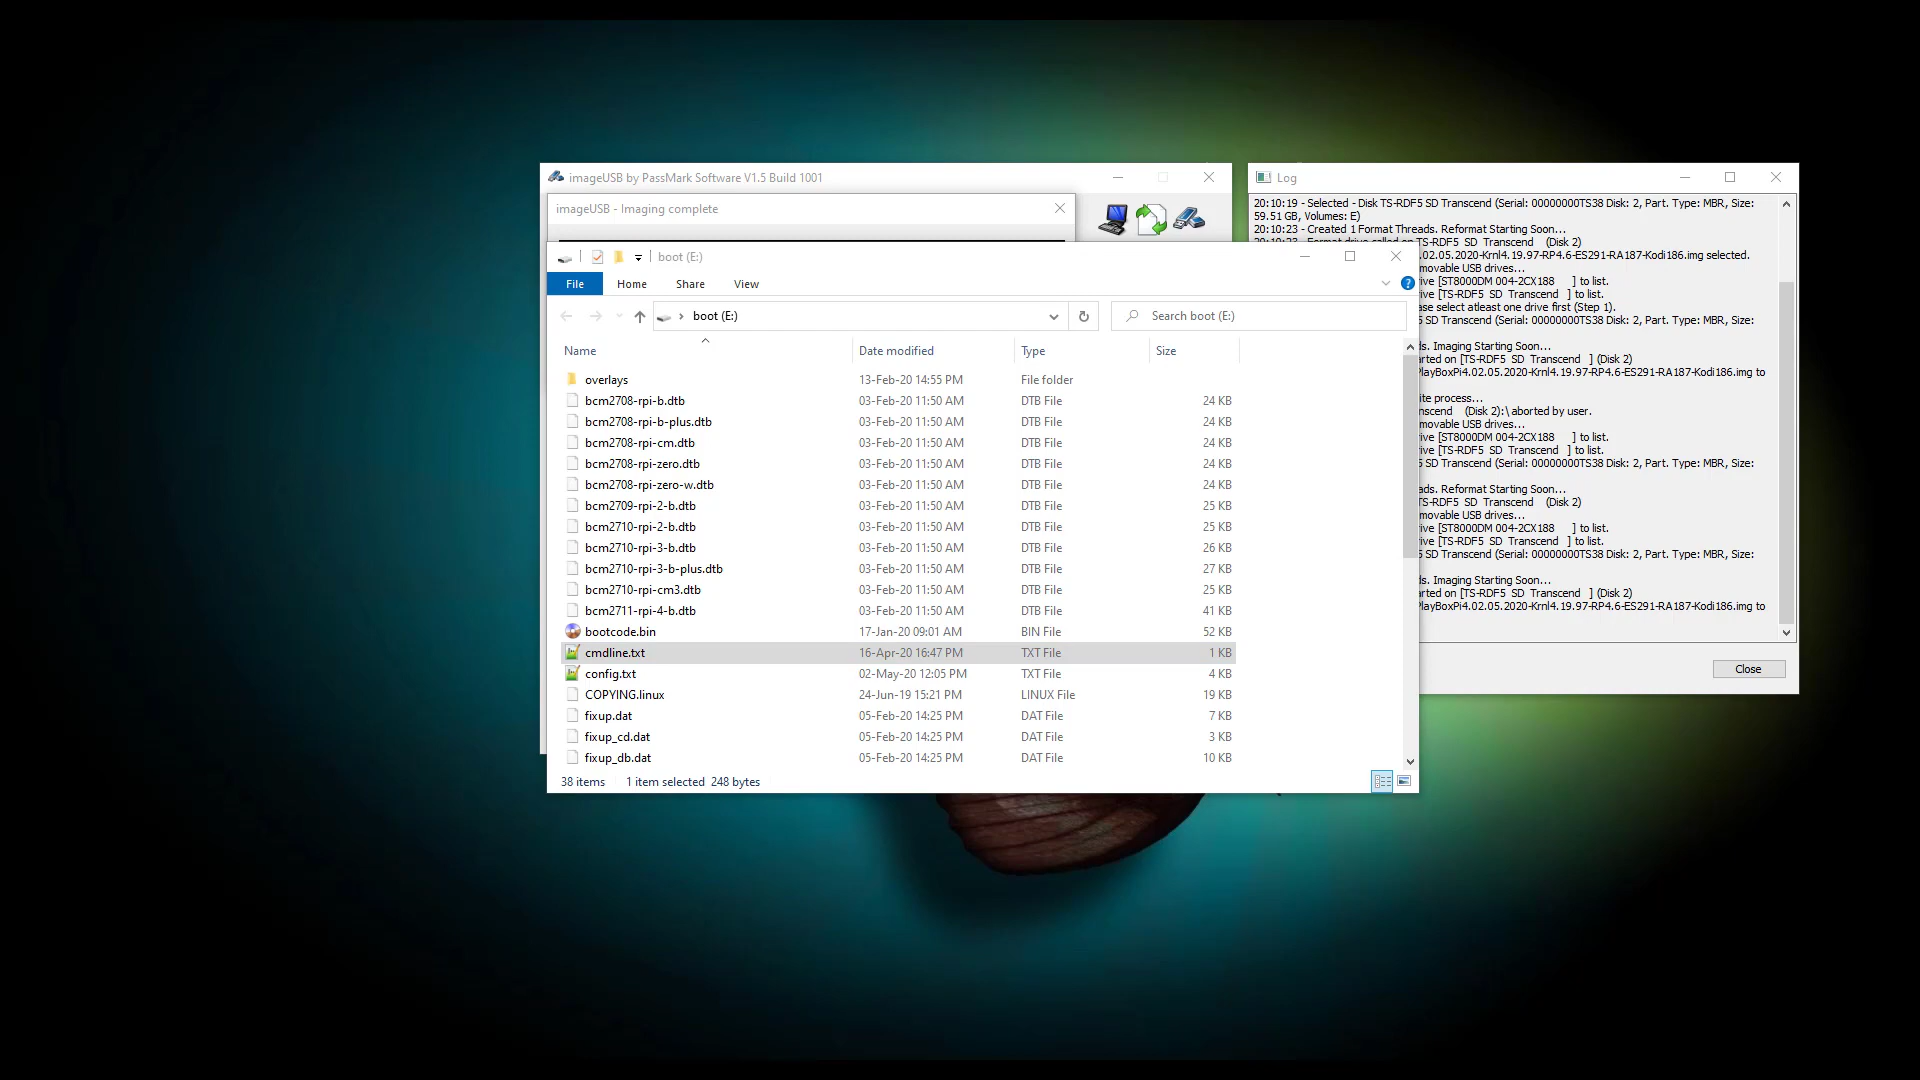 imageUSB by PassMark Software V1.5 Build 1001
imageUSB - Imaging complete
boot (E:)
File Home Share View
boot (E:)
Search boot (E:)
Name Date modified Type Size
overlays 13-Feb-20 14:55 PM File folder
bcm2708-rpi-b.dtb 03-Feb-20 11:50 AM DTB File 24 KB
bcm2708-rpi-b-plus.dtb 03-Feb-20 11:50 AM DTB File 24 KB
bcm2708-rpi-cm.dtb 03-Feb-20 11:50 AM DTB File 24 KB
bcm2708-rpi-zero.dtb 03-Feb-20 11:50 AM DTB File 24 KB
bcm2708-rpi-zero-w.dtb 03-Feb-20 11:50 AM DTB File 24 KB
bcm2709-rpi-2-b.dtb 03-Feb-20 11:50 AM DTB File 25 KB
bcm2710-rpi-2-b.dtb 03-Feb-20 11:50 AM DTB File 25 KB
bcm2710-rpi-3-b.dtb 03-Feb-20 11:50 AM DTB File 26 KB
bcm2710-rpi-3-b-plus.dtb 03-Feb-20 11:50 AM DTB File 27 KB
bcm2710-rpi-cm3.dtb 03-Feb-20 11:50 AM DTB File 25 KB
bcm2711-rpi-4-b.dtb 03-Feb-20 11:50 AM DTB File 41 KB
bootcode.bin 17-Jan-20 09:01 AM BIN File 52 KB
cmdline.txt 16-Apr-20 16:47 PM TXT File 1 KB
config.txt 02-May-20 12:05 PM TXT File 4 KB
COPYING.linux 24-Jun-19 15:21 PM LINUX File 19 KB
fixup.dat 05-Feb-20 14:25 PM DAT File 7 KB
fixup_cd.dat 05-Feb-20 14:25 PM DAT File 3 KB
fixup_db.dat 05-Feb-20 14:25 PM DAT File 10 KB
38 items 1 item selected 248 bytes
Log
20:10:19 - Selected - Disk TS-RDF5 SD Transcend (Serial: 00000000TS38 Disk: 2, Part. Type: MBR, Size:
59.51 GB, Volumes: E)
20:10:23 - Created 1 Format Threads. Reformat Starting Soon...
20:10:23 - Format drive called on TS-RDF5 SD Transcend (Disk 2)
.02.05.2020-Krnl4.19.97-RP4.6-ES291-RA187-Kodi186.img selected.
movable USB drives...
ive [ST8000DM 004-2CX188 ] to list.
ive [TS-RDF5 SD Transcend ] to list.
ase select atleast one drive first (Step 1).
5 SD Transcend (Serial: 00000000TS38 Disk: 2, Part. Type: MBR, Size:
ds. Imaging Starting Soon...
arted on [TS-RDF5 SD Transcend ] (Disk 2)
PlayBoxPi4.02.05.2020-Krnl4.19.97-RP4.6-ES291-RA187-Kodi186.img to
ite process...
nscend (Disk 2):\ aborted by user.
movable USB drives...
ive [ST8000DM 004-2CX188 ] to list.
ive [TS-RDF5 SD Transcend ] to list.
5 SD Transcend (Serial: 00000000TS38 Disk: 2, Part. Type: MBR, Size:
ads. Reformat Starting Soon...
TS-RDF5 SD Transcend (Disk 2)
movable USB drives...
ive [ST8000DM 004-2CX188 ] to list.
ive [TS-RDF5 SD Transcend ] to list.
5 SD Transcend (Serial: 00000000TS38 Disk: 2, Part. Type: MBR, Size:
ds. Imaging Starting Soon...
arted on [TS-RDF5 SD Transcend ] (Disk 2)
PlayBoxPi4.02.05.2020-Krnl4.19.97-RP4.6-ES291-RA187-Kodi186.img to
Close